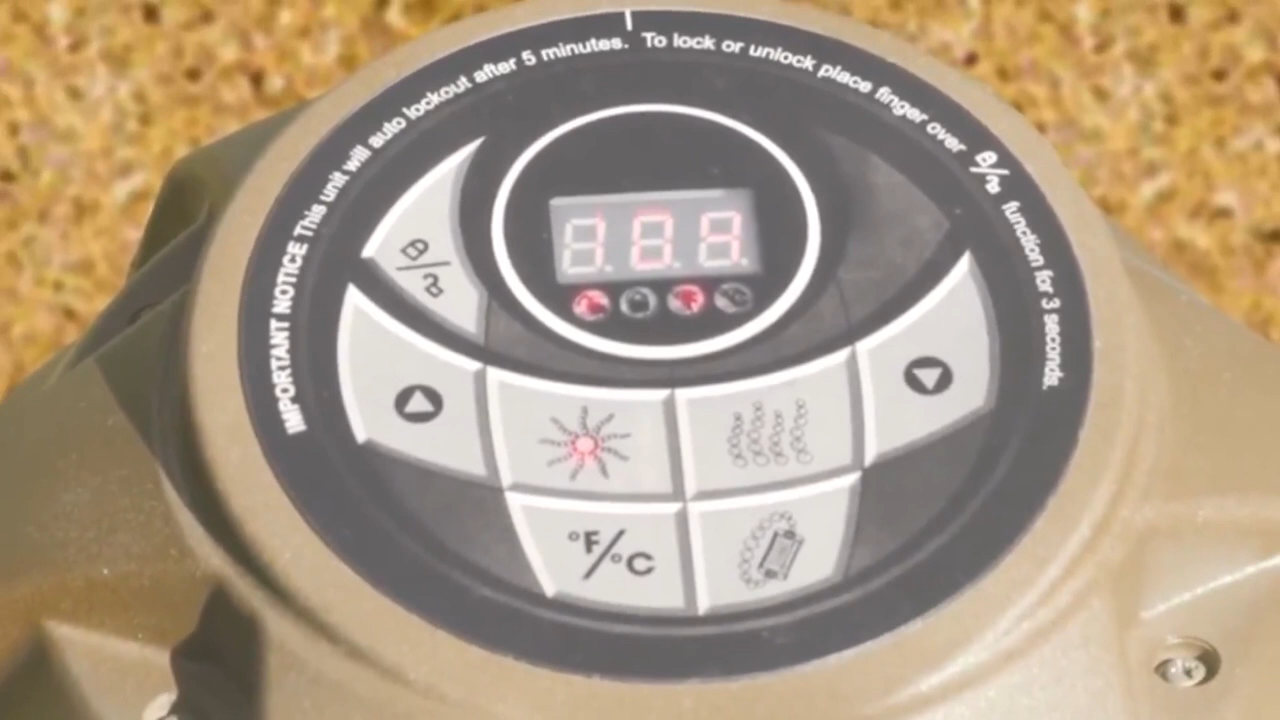 IMPORTANT NOTICE This unit will auto lockout after 5 minutes. To lock or unlock place finger over / function for 3 seconds.
°F/°C